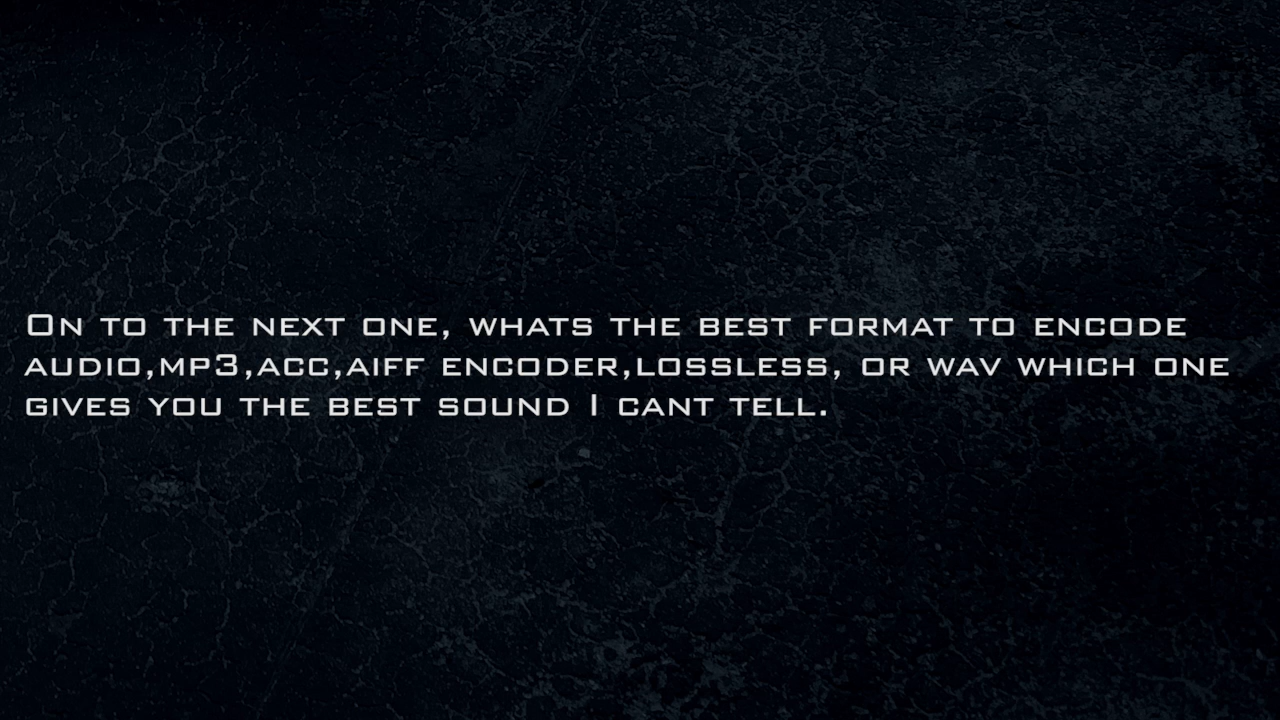 On to the next one, whats the best format to encode
audio,mp3,acc,aiff encoder,lossless, or wav which one
gives you the best sound I cant tell.